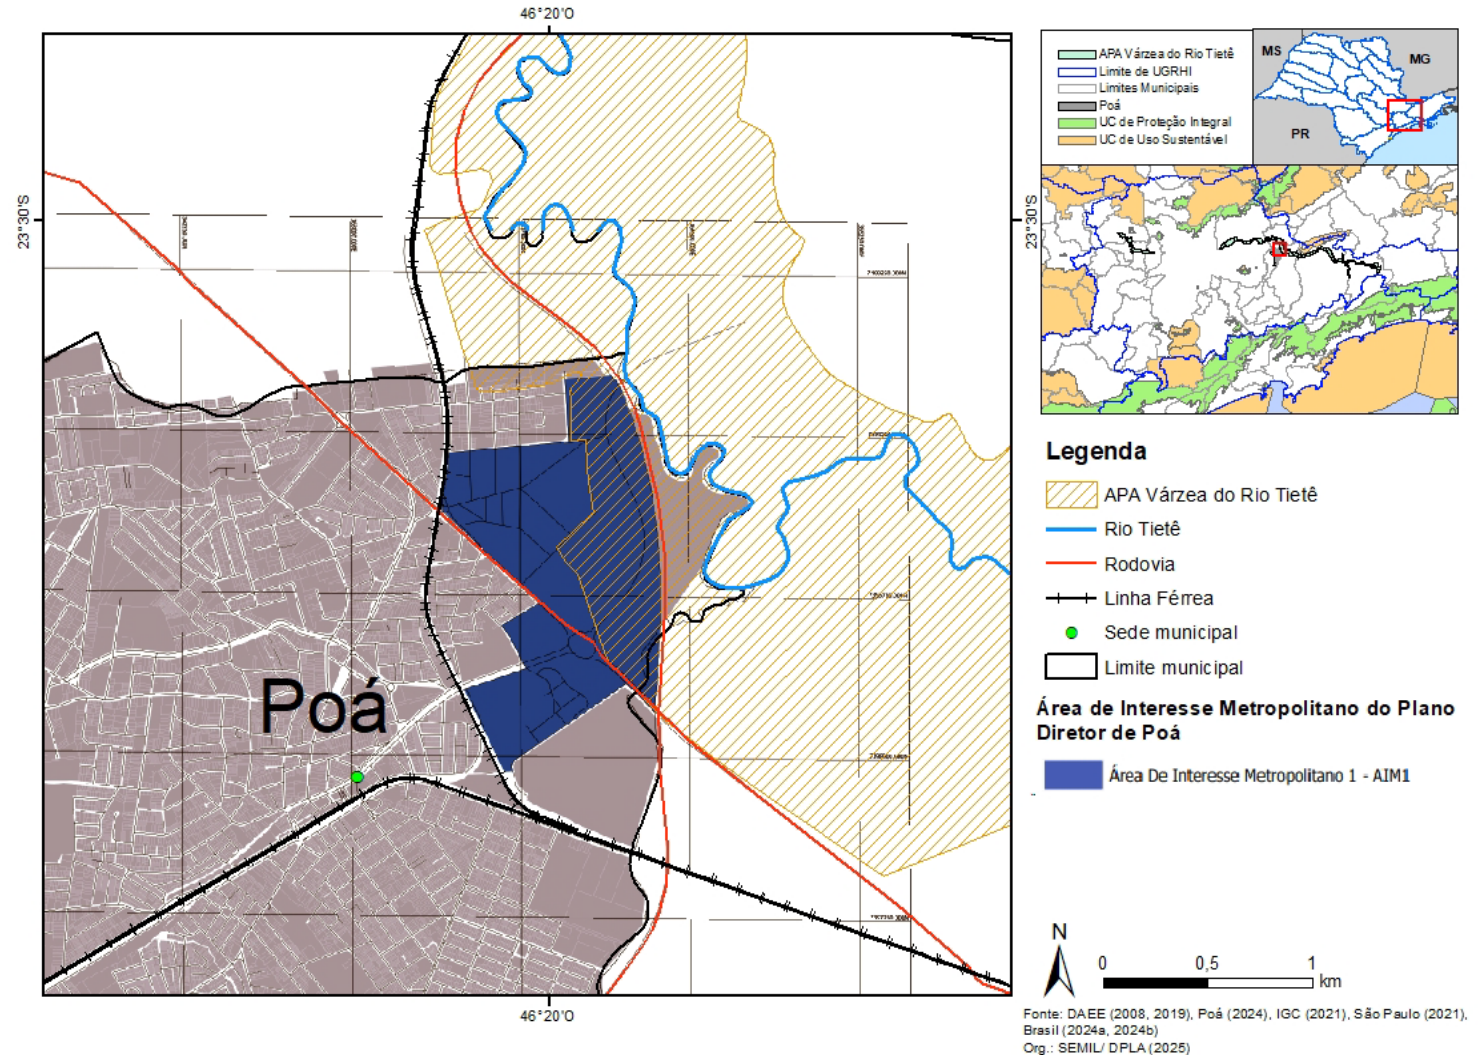 46°20'O
23°30'S
Poá
46°20'O
APA Várzea do Rio Tietê
Limite de UGRHI
Limites Municipais
Poá
UC de Proteção Integral
UC de Uso Sustentável
MS
MG
PR
23°30'S
Legenda
APA Várzea do Rio Tietê
Rio Tietê
Rodovia
Linha Férrea
Sede municipal
Limite municipal
Área de Interesse Metropolitano do Plano
Diretor de Poá
Área De Interesse Metropolitano 1 - AIM1
N
0 0,5 1
km
Fonte: DAEE (2008, 2019), Poá (2024), IGC (2021), São Paulo (2021),
Brasil (2024a, 2024b)
Org.: SEMIL/ DPLA (2025)